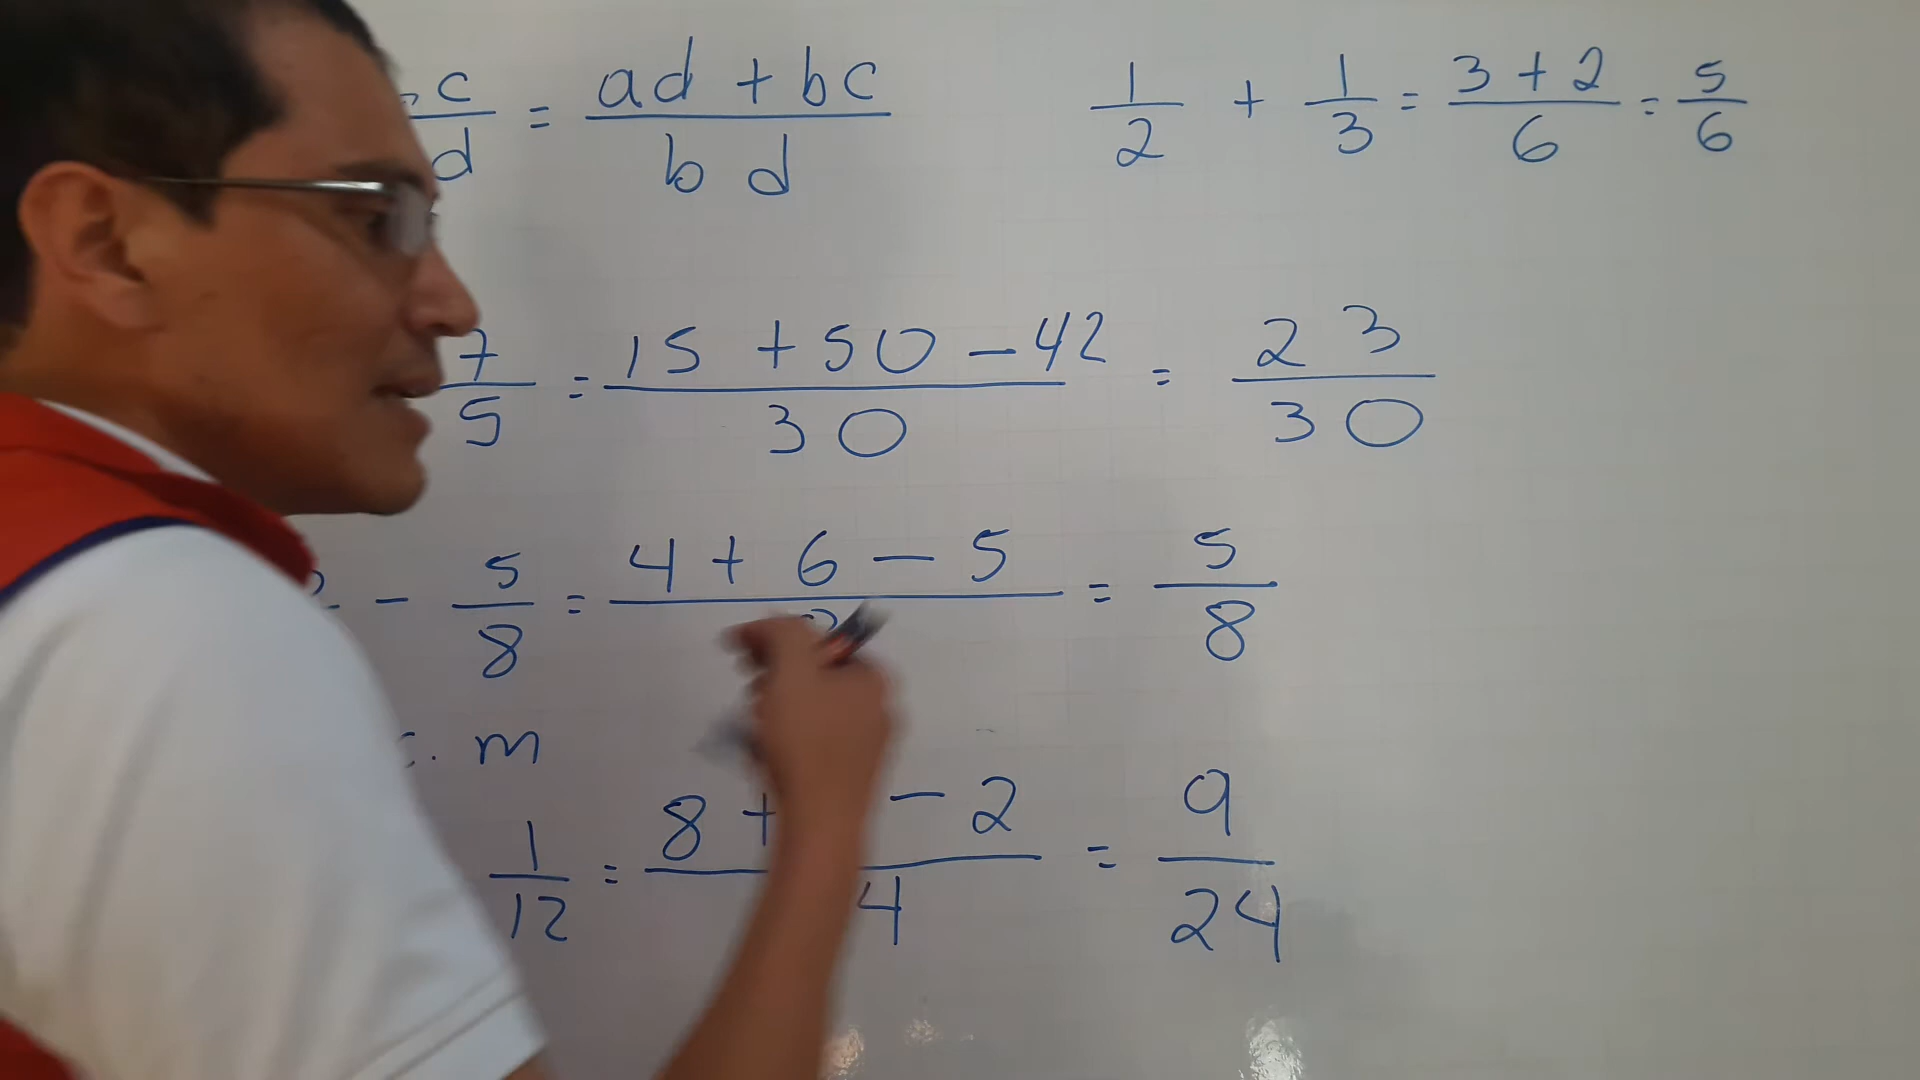 c/d = (ad + bc)/(b d)    1/2 + 1/3 = (3 + 2)/6 = 5/6
7/5 = (15 + 50 - 42)/30 = 23/30
- 5/8 = (4 + 6 - 5)/ = 5/8
m
1/12 = (8 + - 2)/4 = 9/24